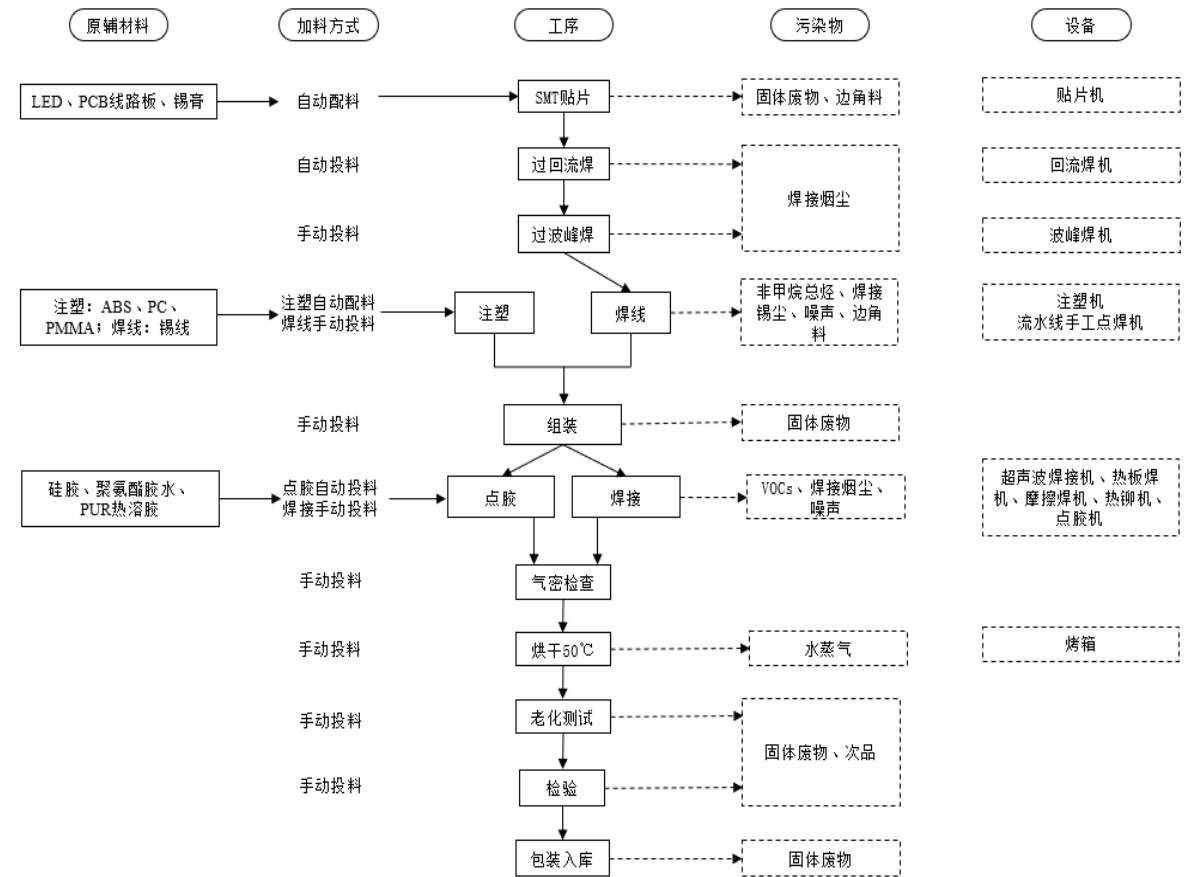 原辅材料
加料方式
工序
污染物
设备
LED、PCB线路板、锡膏
自动配料
SMT贴片
固体废物、边角料
贴片机
自动投料
过回流焊
焊接烟尘
回流焊机
手动投料
过波峰焊
波峰焊机
注塑：ABS、PC、
PMMA；焊线：锡线
注塑自动配料
焊线手动投料
注塑
焊线
非甲烷总烃、焊接
锡尘、噪声、边角
料
注塑机
流水线手工点焊机
手动投料
组装
固体废物
硅胶、聚氨酯胶水、
PUR热溶胶
点胶自动投料
焊接手动投料
点胶
焊接
VOCs、焊接烟尘、
噪声
超声波焊接机、热板焊
机、摩擦焊机、热铆机、
点胶机
手动投料
气密检查
手动投料
烘干50℃
水蒸气
烤箱
手动投料
老化测试
固体废物、次品
手动投料
检验
包装入库
固体废物